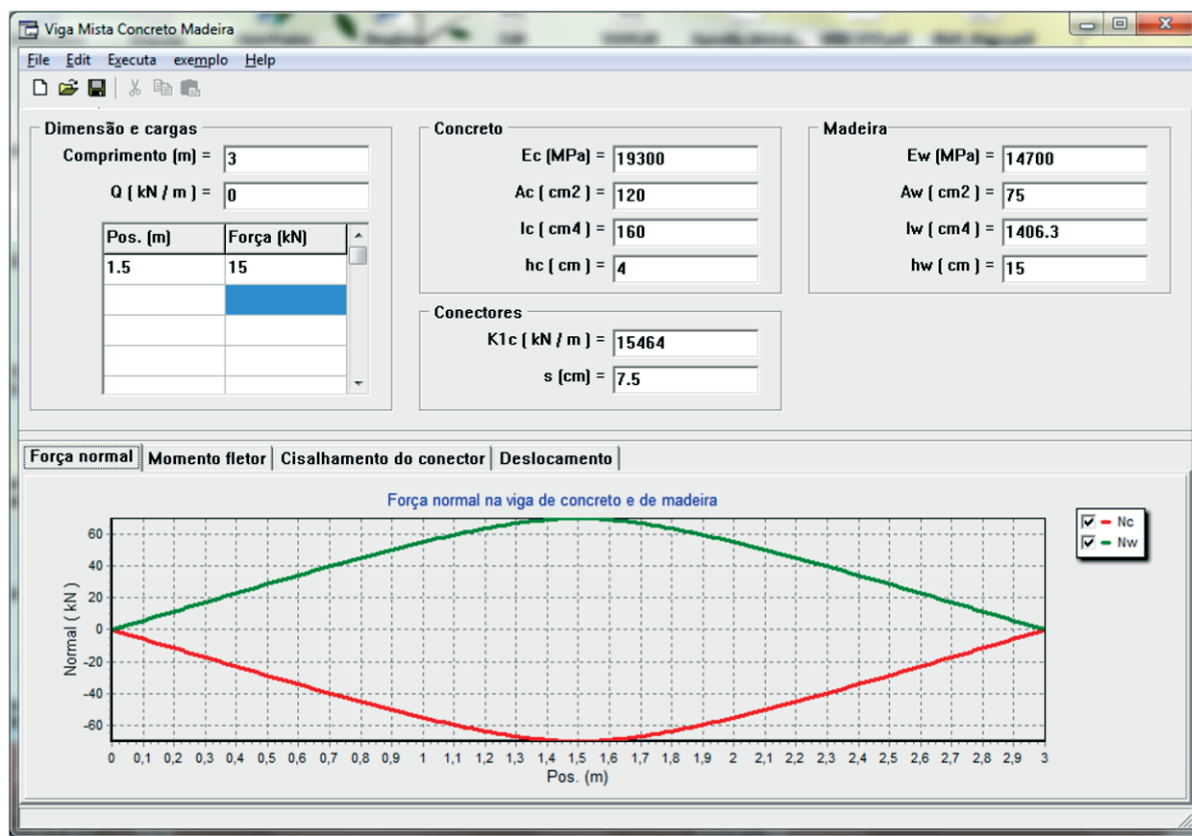 Viga Mista Concreto Madeira
File Edit Executa exemplo Help
Dimensão e cargas
Comprimento (m) = 3
Q ( kN / m ) = 0
Pos. (m) Força (kN)
1.5 15
Concreto
Ec (MPa) = 19300
Ac ( cm2 ) = 120
Ic ( cm4 ) = 160
hc ( cm ) = 4
Conectores
K1c ( kN / m ) = 15464
s (cm) = 7.5
Madeira
Ew (MPa) = 14700
Aw ( cm2 ) = 75
Iw ( cm4 ) = 1406.3
hw ( cm ) = 15
Força normal Momento fletor Cisalhamento do conector Deslocamento
Força normal na viga de concreto e de madeira
Normal ( kN )
60
40
20
0
-20
-40
-60
0 0,1 0,2 0,3 0,4 0,5 0,6 0,7 0,8 0,9 1 1,1 1,2 1,3 1,4 1,5 1,6 1,7 1,8 1,9 2 2,1 2,2 2,3 2,4 2,5 2,6 2,7 2,8 2,9 3
Pos. (m)
Nc
Nw